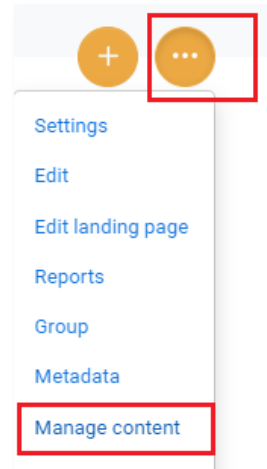 Settings
Edit
Edit landing page
Reports
Group
Metadata
Manage content